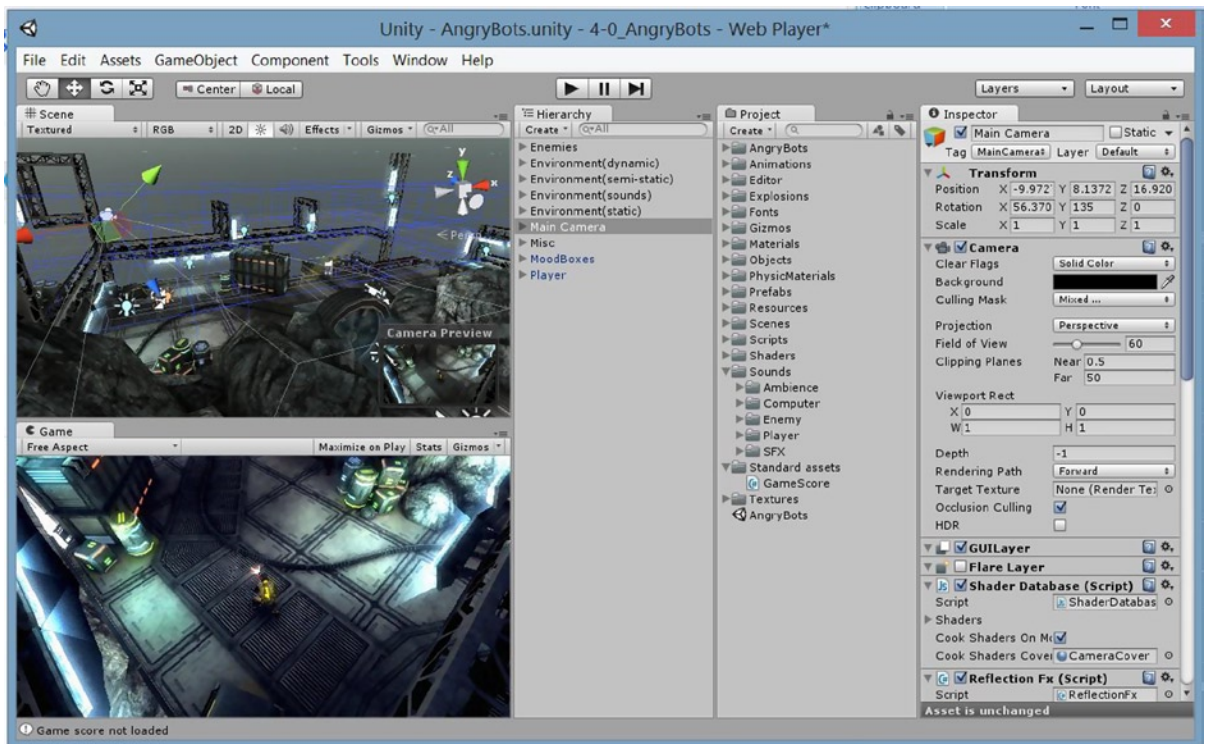 Unity - AngryBots.unity - 4-0_AngryBots - Web Player*
File Edit Assets GameObject Component Tools Window Help
Center Local
Layers Layout
Scene
Textured RGB 2D Effects Gizmos All
y
z x
Persp
Camera Preview
Game
Free Aspect Maximize on Play Stats Gizmos
Hierarchy
Create All
Enemies
Environment(dynamic)
Environment(semi-static)
Environment(sounds)
Environment(static)
Main Camera
Misc
MoodBoxes
Player
Project
Create
AngryBots
Animations
Editor
Explosions
Fonts
Gizmos
Materials
Objects
PhysicMaterials
Prefabs
Resources
Scenes
Scripts
Shaders
Sounds
Ambience
Computer
Enemy
Player
SFX
Standard assets
GameScore
Textures
AngryBots
Inspector
Main Camera Static
Tag MainCamera Layer Default
Transform
Position X -9.972 Y 8.1372 Z 16.920
Rotation X 56.370 Y 135 Z 0
Scale X 1 Y 1 Z 1
Camera
Clear Flags Solid Color
Background
Culling Mask Mixed ...
Projection Perspective
Field of View 60
Clipping Planes Near 0.5
Far 50
Viewport Rect
X 0 Y 0
W 1 H 1
Depth -1
Rendering Path Forward
Target Texture None (Render Te
Occlusion Culling
HDR
GUILayer
Flare Layer
Shader Database (Script)
Script ShaderDatabas
Shaders
Cook Shaders On M
Cook Shaders Cove CameraCover
Reflection Fx (Script)
Script ReflectionFx
Asset is unchanged
Game score not loaded